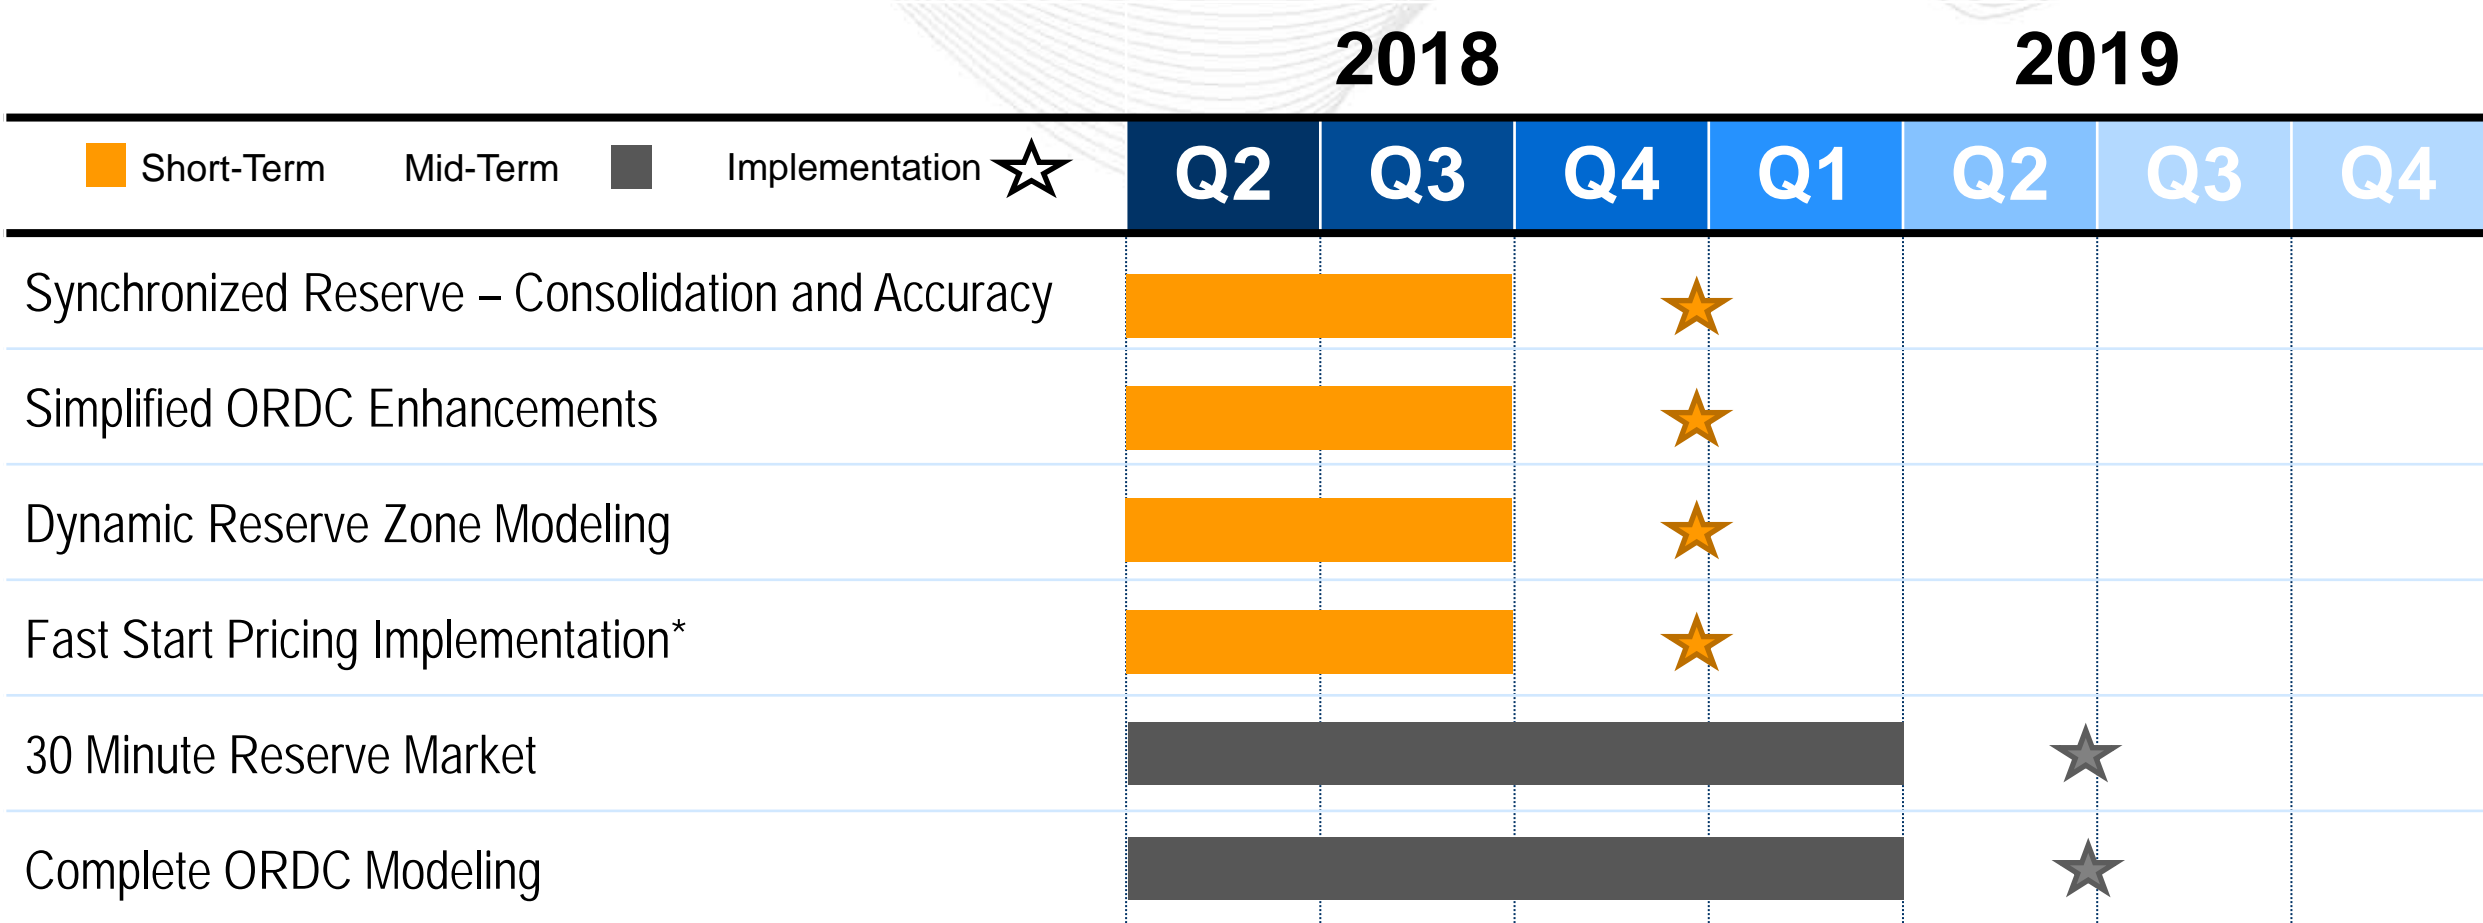 2018 2019
Short-Term Mid-Term Implementation Q2 Q3 Q4 Q1 Q2 Q3 Q4
Synchronized Reserve – Consolidation and Accuracy
Simplified ORDC Enhancements
Dynamic Reserve Zone Modeling
Fast Start Pricing Implementation*
30 Minute Reserve Market
Complete ORDC Modeling